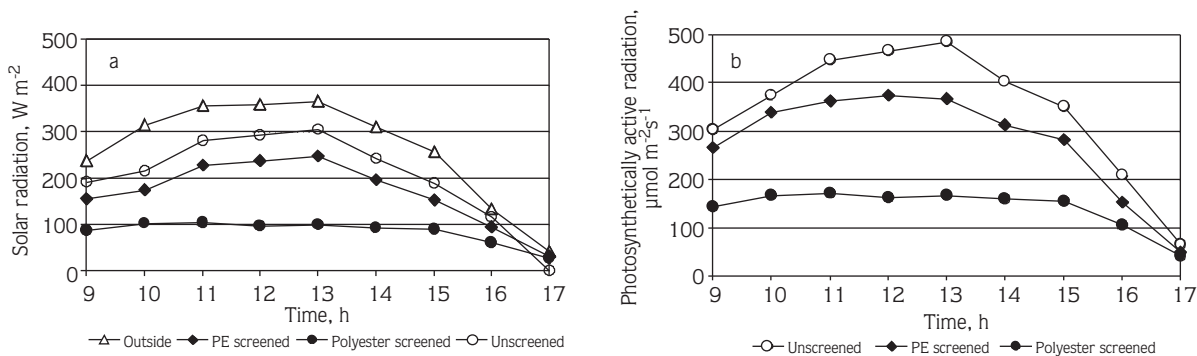 Solar radiation, W m⁻²
500
400
300
200
100
0
a
9 10 11 12 13 14 15 16 17
Time, h
Outside PE screened Polyester screened Unscreened
Photosynthetically active radiation,
µmol m⁻²s⁻¹
500
400
300
200
100
0
b
9 10 11 12 13 14 15 16 17
Time, h
Unscreened PE screened Polyester screened